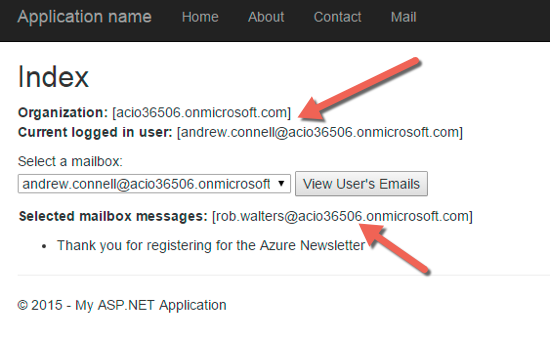 Application name Home About Contact Mail
Index
Organization: [acio36506.onmicrosoft.com]
Current logged in user: [andrew.connell@acio36506.onmicrosoft.com]
Select a mailbox:
andrew.connell@acio36506.onmicrosoft View User's Emails
Selected mailbox messages: [rob.walters@acio36506.onmicrosoft.com]
Thank you for registering for the Azure Newsletter
© 2015 - My ASP.NET Application